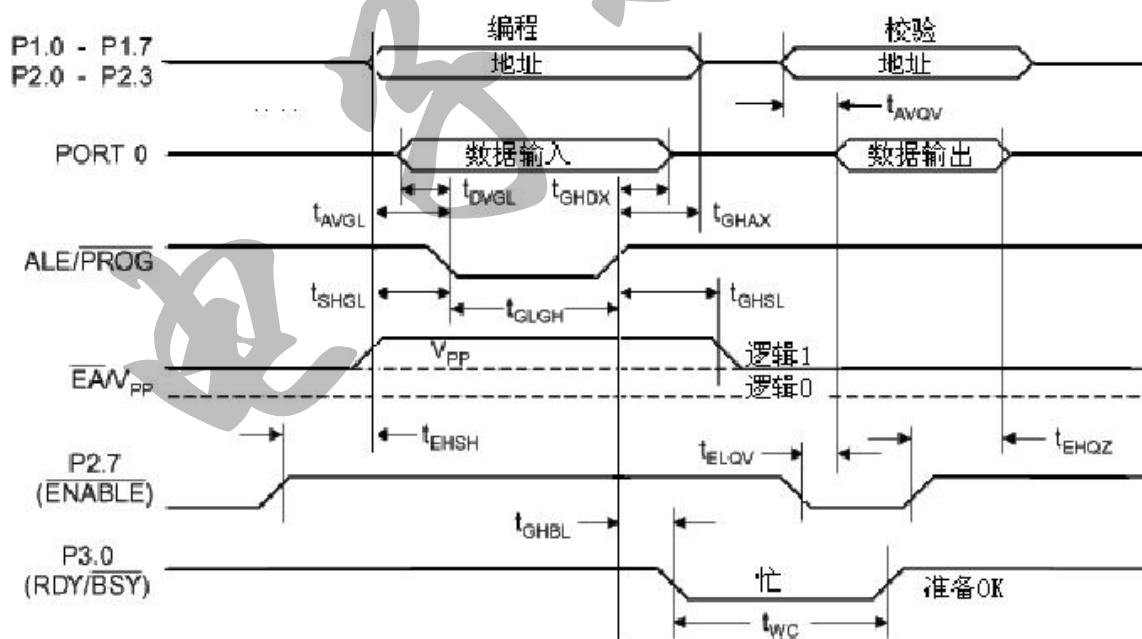 编程
校验
P1.0 - P1.7
P2.0 - P2.3
地址
地址
tAVQV
PORT 0
数据输入
数据输出
tDVGL
tGHDX
tAVGL
tGHAX
ALE/PROG
tSHGL
tGLGH
tGHSL
VPP
逻辑1
EA/VPP
逻辑0
tEHSH
tELQV
tEHQZ
P2.7
(ENABLE)
tGHBL
P3.0
(RDY/BSY)
忙
准备OK
tWC